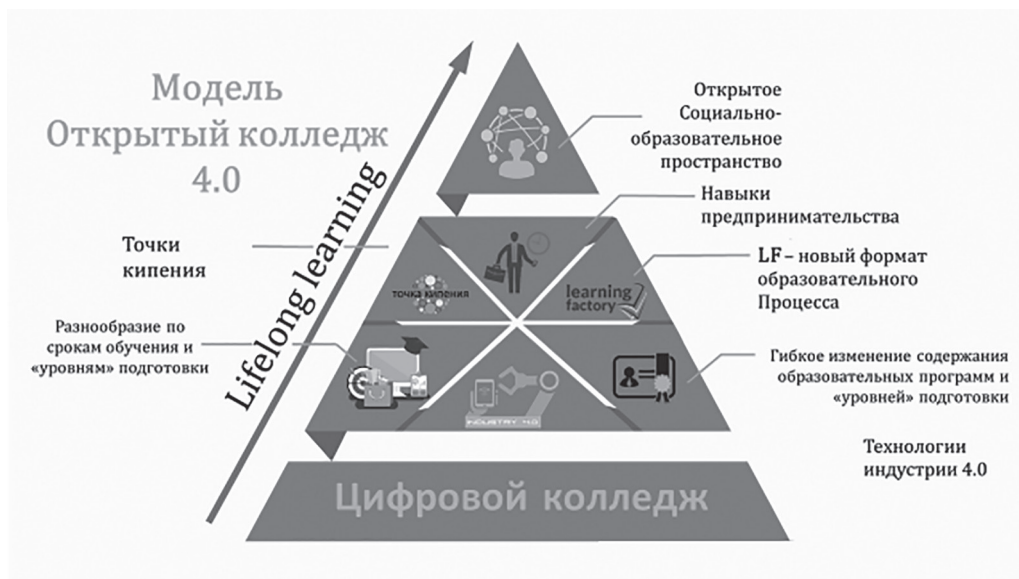 Модель
Открытый колледж
4.0
Lifelong learning
Открытое
Социально-
образовательное
пространство
Навыки
предпринимательства
Точки
кипения
LF – новый формат
образовательного
Процесса
точка кипения
learning
factory
Разнообразие по
срокам обучения и
«уровням» подготовки
Гибкое изменение содержания
образовательных программ и
«уровней» подготовки
INDUSTRY 4.0
Технологии
индустрии 4.0
Цифровой колледж